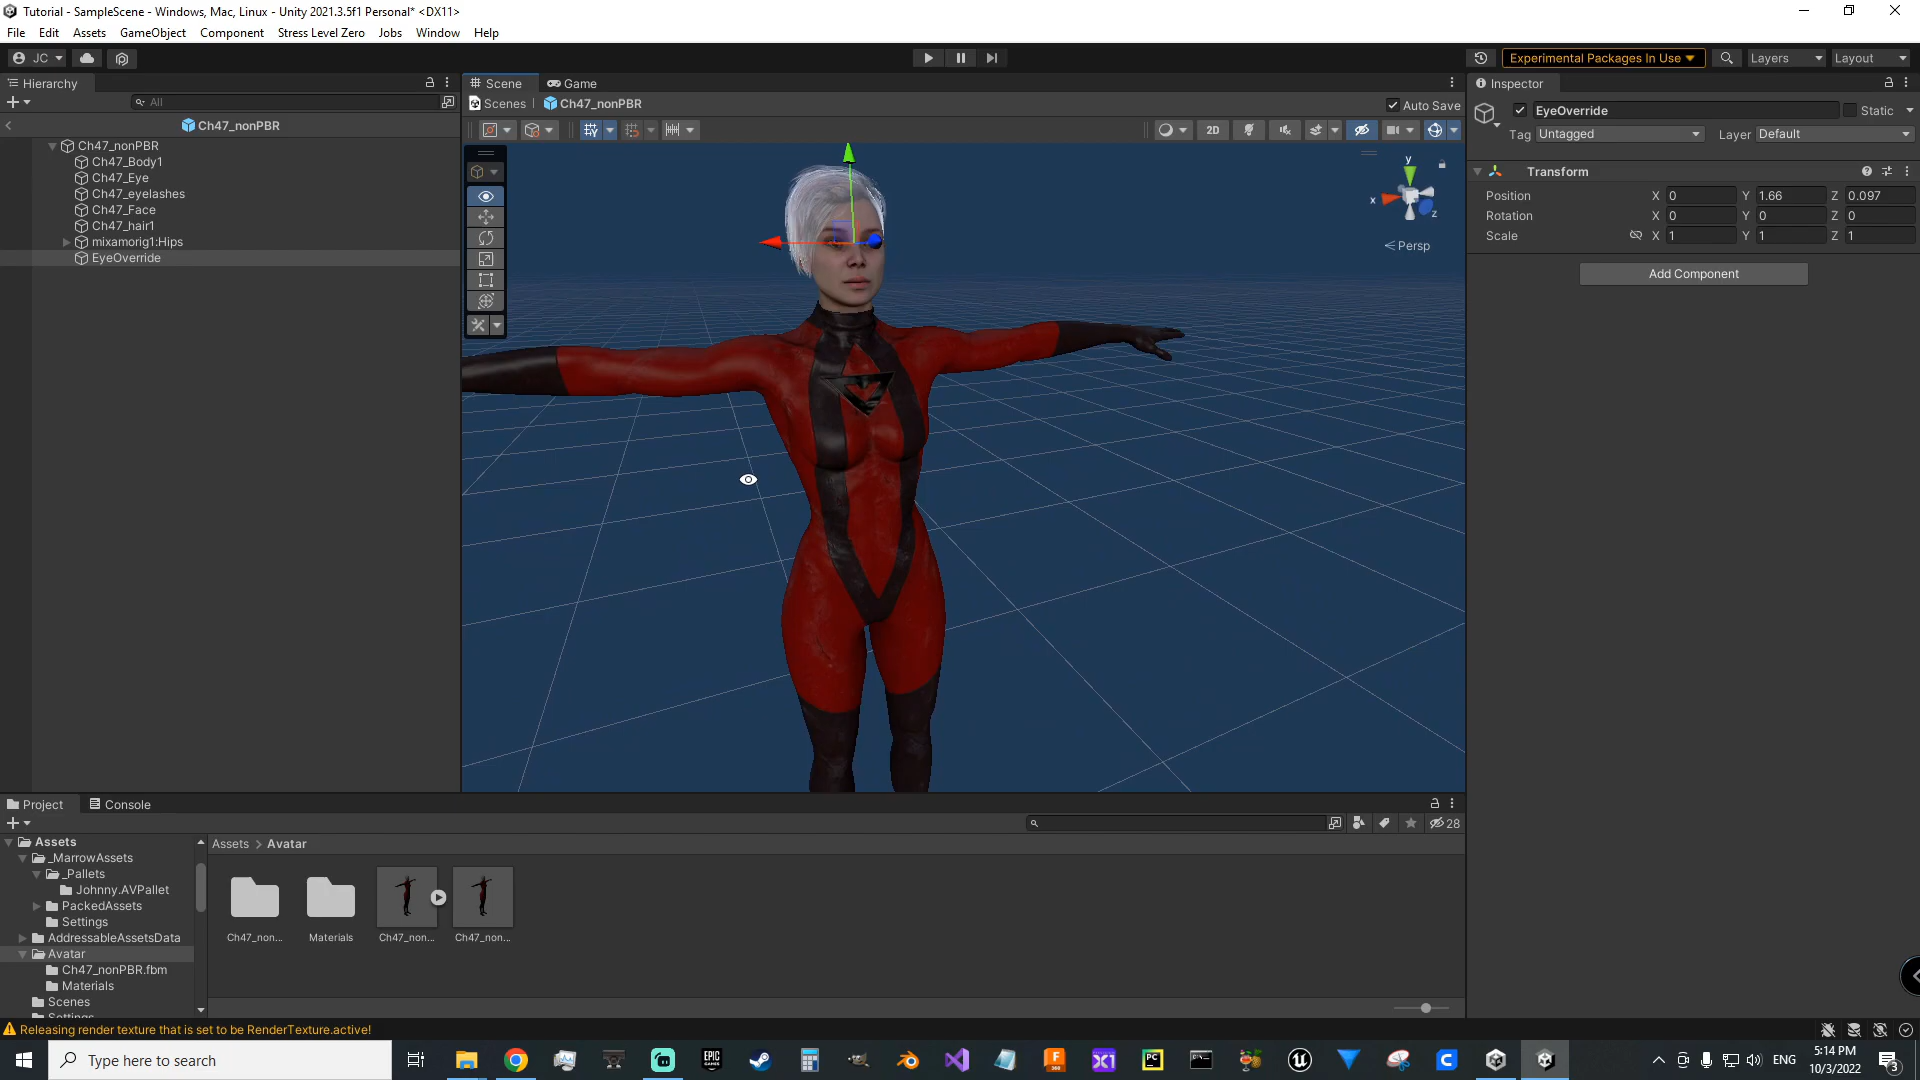 Tutorial - SampleScene - Windows, Mac, Linux - Unity 2021.3.5f1 Personal* <DX11>
File Edit Assets GameObject Component Stress Level Zero Jobs Window Help
JC Experimental Packages In Use Layers Layout
Hierarchy
All
Ch47_nonPBR
Ch47_nonPBR
Ch47_Body1
Ch47_Eye
Ch47_eyelashes
Ch47_Face
Ch47_hair1
mixamorig1:Hips
EyeOverride
Scene Game
Scenes Ch47_nonPBR Auto Save
2D
y
x
z
Persp
Inspector
EyeOverride Static
Tag Untagged Layer Default
Transform
Position X 0 Y 1.66 Z 0.097
Rotation X 0 Y 0 Z 0
Scale X 1 Y 1 Z 1
Add Component
Project Console
28
Assets
_MarrowAssets
_Pallets
Johnny.AVPallet
PackedAssets
Settings
AddressableAssetsData
Avatar
Ch47_nonPBR.fbm
Materials
Scenes
Settings
Assets > Avatar
Ch47_non... Materials Ch47_non... Ch47_non...
Releasing render texture that is set to be RenderTexture.active!
Type here to search
EPIC GAMES
PC
ENG
5:14 PM
10/3/2022
3